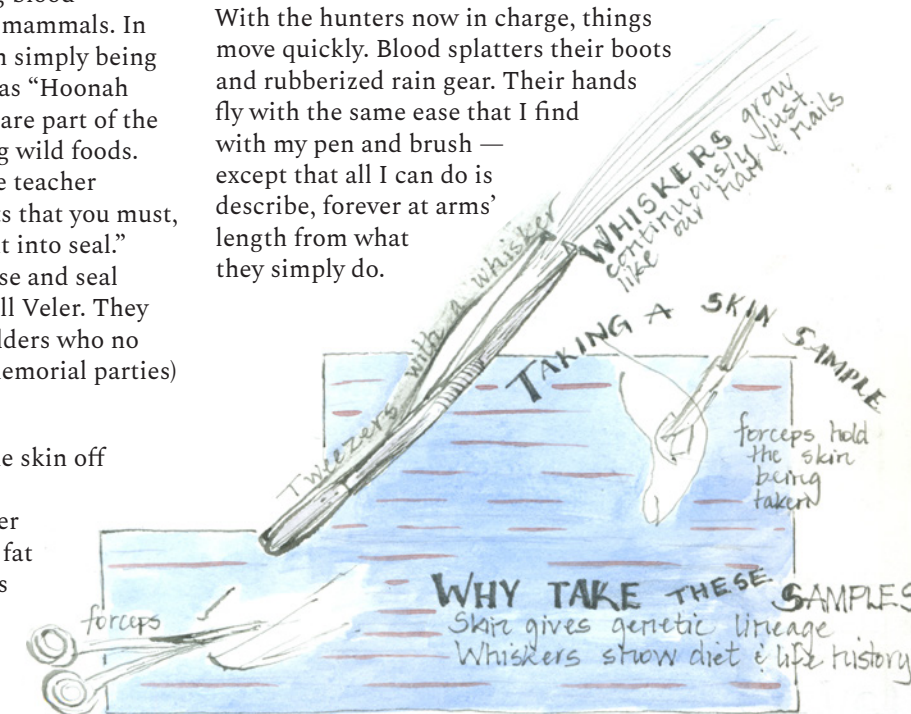 g blood
mammals. In
n simply being
as “Hoonah
are part of the
g wild foods.
e teacher
ts that you must,
t into seal.”
se and seal
ll Veler. They
lders who no
emorial parties)
e skin off
er
fat
s
With the hunters now in charge, things
move quickly. Blood splatters their boots
and rubberized rain gear. Their hands
fly with the same ease that I find
with my pen and brush —
except that all I can do is
describe, forever at arms’
length from what
they simply do.
WHISKERS grow
continuously just
like our hair & nails
Tweezers with a whisker
TAKING A SKIN SAMPLE
forceps hold
the skin
being
taken
forceps
WHY TAKE THESE SAMPLES
Skin gives genetic lineage
Whiskers show diet & life history